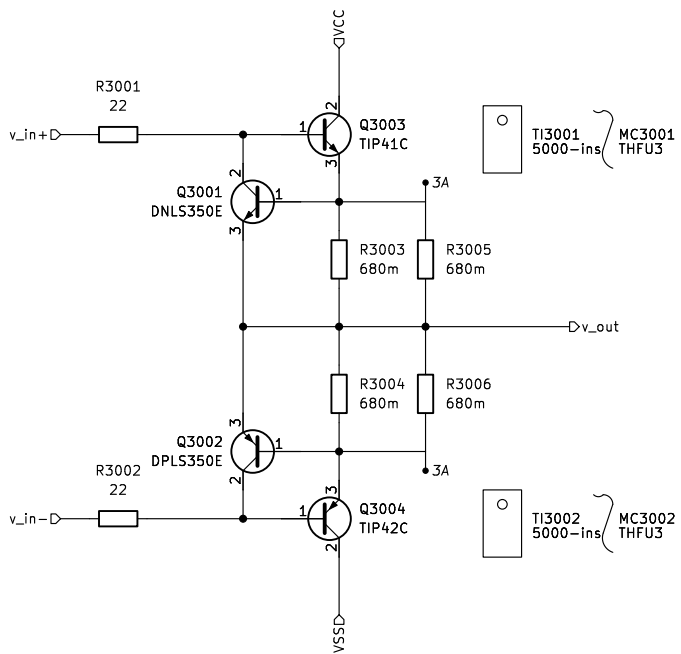 VCC
R3001
22
v_in+
2
1
Q3003
TIP41C
3
TI3001
5000-ins
MC3001
THFU3
2
Q3001
DNLS350E
1
3
3A
R3003
680m
R3005
680m
v_out
R3004
680m
R3006
680m
3
Q3002
DPLS350E
1
2
3A
R3002
22
v_in-
3
1
Q3004
TIP42C
2
TI3002
5000-ins
MC3002
THFU3
VSS